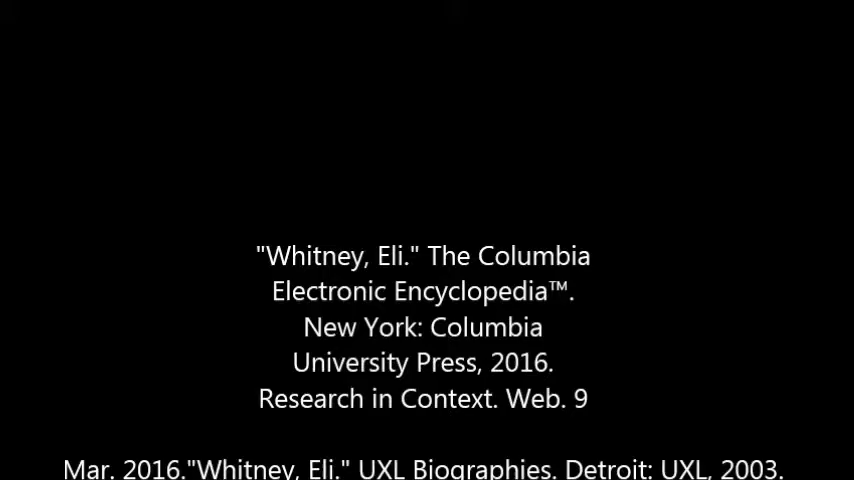 "Whitney, Eli." The Columbia
Electronic Encyclopedia™.
New York: Columbia
University Press, 2016.
Research in Context. Web. 9
Mar. 2016."Whitney, Eli." UXL Biographies. Detroit: UXL, 2003.